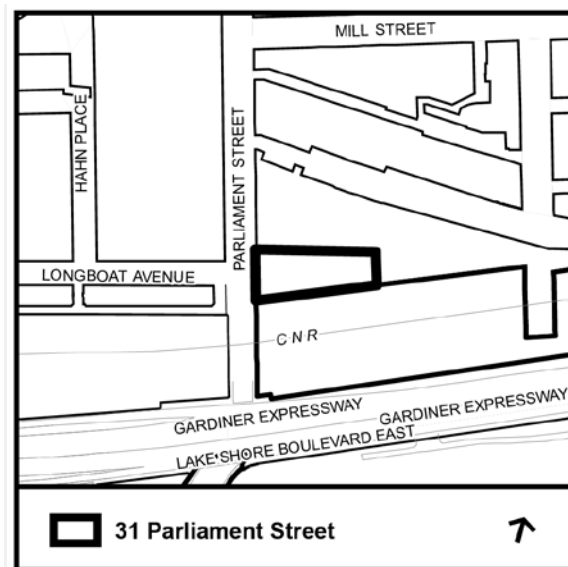 MILL STREET
HAHN PLACE
PARLIAMENT STREET
LONGBOAT AVENUE
CNR
GARDINER EXPRESSWAY
GARDINER EXPRESSWAY
LAKE SHORE BOULEVARD EAST
31 Parliament Street